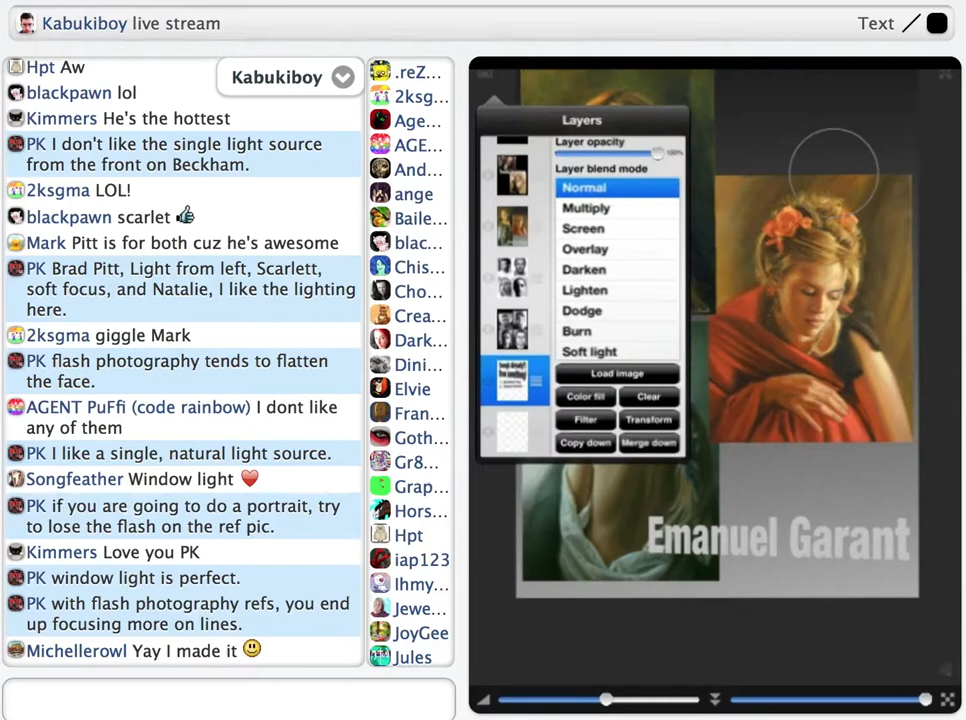 Kabukiboy live stream
Text
Hpt Aw
Kabukiboy
blackpawn lol
Kimmers He's the hottest
PK I don't like the single light source
from the front on Beckham.
2ksgma LOL!
blackpawn scarlet
Mark Pitt is for both cuz he's awesome
PK Brad Pitt, Light from left, Scarlett,
soft focus, and Natalie, I like the lighting
here.
2ksgma giggle Mark
PK flash photography tends to flatten
the face.
AGENT PuFfi (code rainbow) I dont like
any of them
PK I like a single, natural light source.
Songfeather Window light
PK if you are going to do a portrait, try
to lose the flash on the ref pic.
Kimmers Love you PK
PK window light is perfect.
PK with flash photography refs, you end
up focusing more on lines.
Michellerowl Yay I made it
.reZ...
2ksg...
Age...
AGE...
And...
ange
Baile...
blac...
Chis...
Cho...
Crea...
Dark...
Dini...
Elvie
Fran...
Goth...
Gr8...
Grap...
Hors...
Hpt
iap123
Ihmy...
Jewe...
JoyGee
Jules
Layers
Layer opacity
100%
Layer blend mode
Normal
Multiply
Screen
Overlay
Darken
Lighten
Dodge
Burn
Soft light
Load image
Color fill Clear
Filter Transform
Copy down Merge down
Emanuel Garant